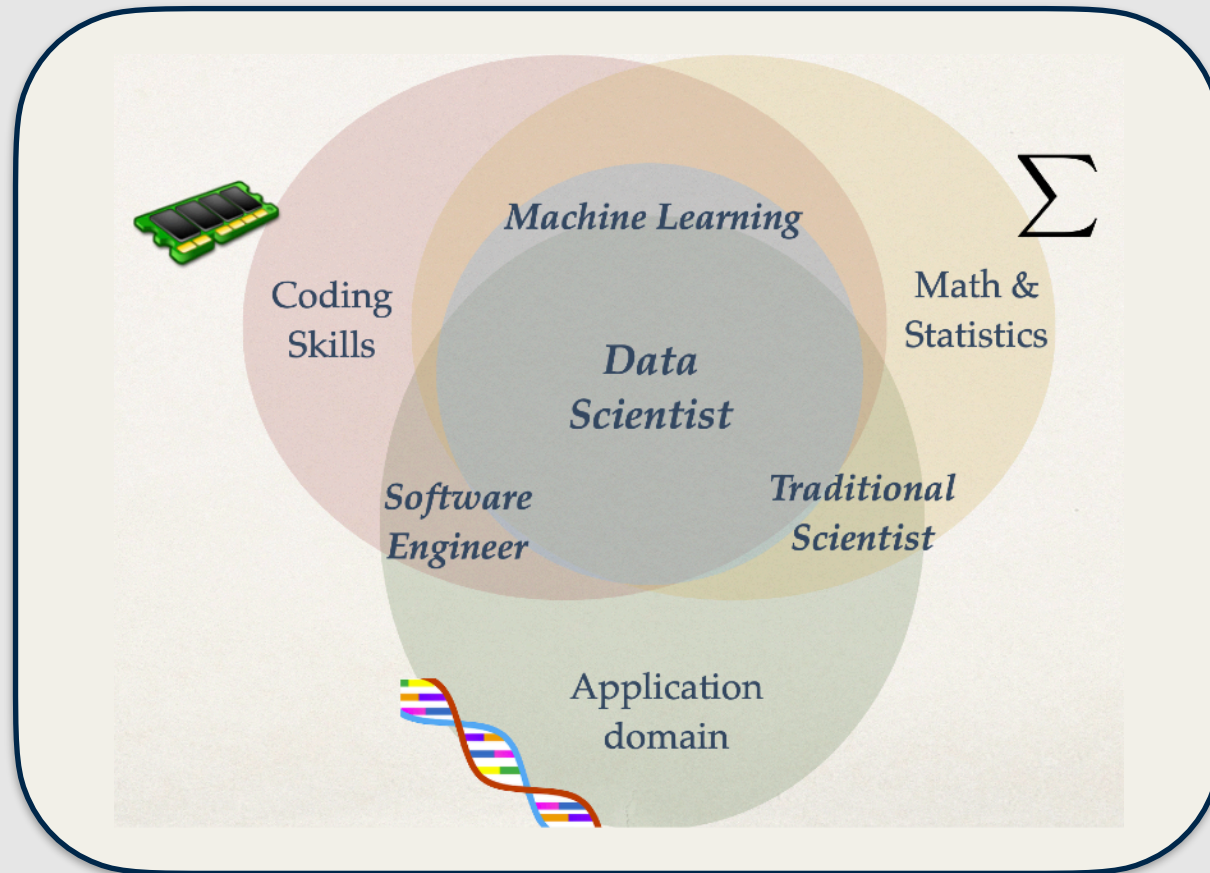 Machine Learning
Coding
Skills
Σ
Math &
Statistics
Data
Scientist
Software
Engineer
Traditional
Scientist
Application
domain